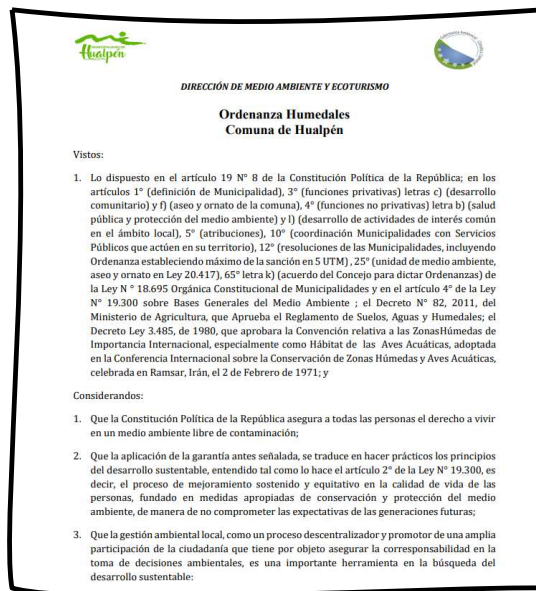 Hualpén
DIRECCIÓN DE MEDIO AMBIENTE Y ECOTURISMO
Ordenanza Humedales
Comuna de Hualpén
Vistos:
1. Lo dispuesto en el artículo 19 N° 8 de la Constitución Política de la República; en los
artículos 1° (definición de Municipalidad), 3° (funciones privativas) letras c) (desarrollo
comunitario) y f) (aseo y ornato de la comuna), 4° (funciones no privativas) letra b) (salud
pública y protección del medio ambiente) y l) (desarrollo de actividades de interés común
en el ámbito local), 5° (atribuciones), 10° (coordinación Municipalidades con Servicios
Públicos que actúen en su territorio), 12° (resoluciones de las Municipalidades, incluyendo
Ordenanza estableciendo máximo de la sanción en 5 UTM) , 25° (unidad de medio ambiente,
aseo y ornato en Ley 20.417), 65° letra k) (acuerdo del Concejo para dictar Ordenanzas) de
la Ley N ° 18.695 Orgánica Constitucional de Municipalidades y en el artículo 4° de la Ley
N° 19.300 sobre Bases Generales del Medio Ambiente ; el Decreto N° 82, 2011, del
Ministerio de Agricultura, que Aprueba el Reglamento de Suelos, Aguas y Humedales; el
Decreto Ley 3.485, de 1980, que aprobara la Convención relativa a las ZonasHúmedas de
Importancia Internacional, especialmente como Hábitat de las Aves Acuáticas, adoptada
en la Conferencia Internacional sobre la Conservación de Zonas Húmedas y Aves Acuáticas,
celebrada en Ramsar, Irán, el 2 de Febrero de 1971; y
Considerandos:
1. Que la Constitución Política de la República asegura a todas las personas el derecho a vivir
en un medio ambiente libre de contaminación;
2. Que la aplicación de la garantía antes señalada, se traduce en hacer prácticos los principios
del desarrollo sustentable, entendido tal como lo hace el artículo 2° de la Ley N° 19.300, es
decir, el proceso de mejoramiento sostenido y equitativo en la calidad de vida de las
personas, fundado en medidas apropiadas de conservación y protección del medio
ambiente, de manera de no comprometer las expectativas de las generaciones futuras;
3. Que la gestión ambiental local, como un proceso descentralizador y promotor de una amplia
participación de la ciudadanía que tiene por objeto asegurar la corresponsabilidad en la
toma de decisiones ambientales, es una importante herramienta en la búsqueda del
desarrollo sustentable: